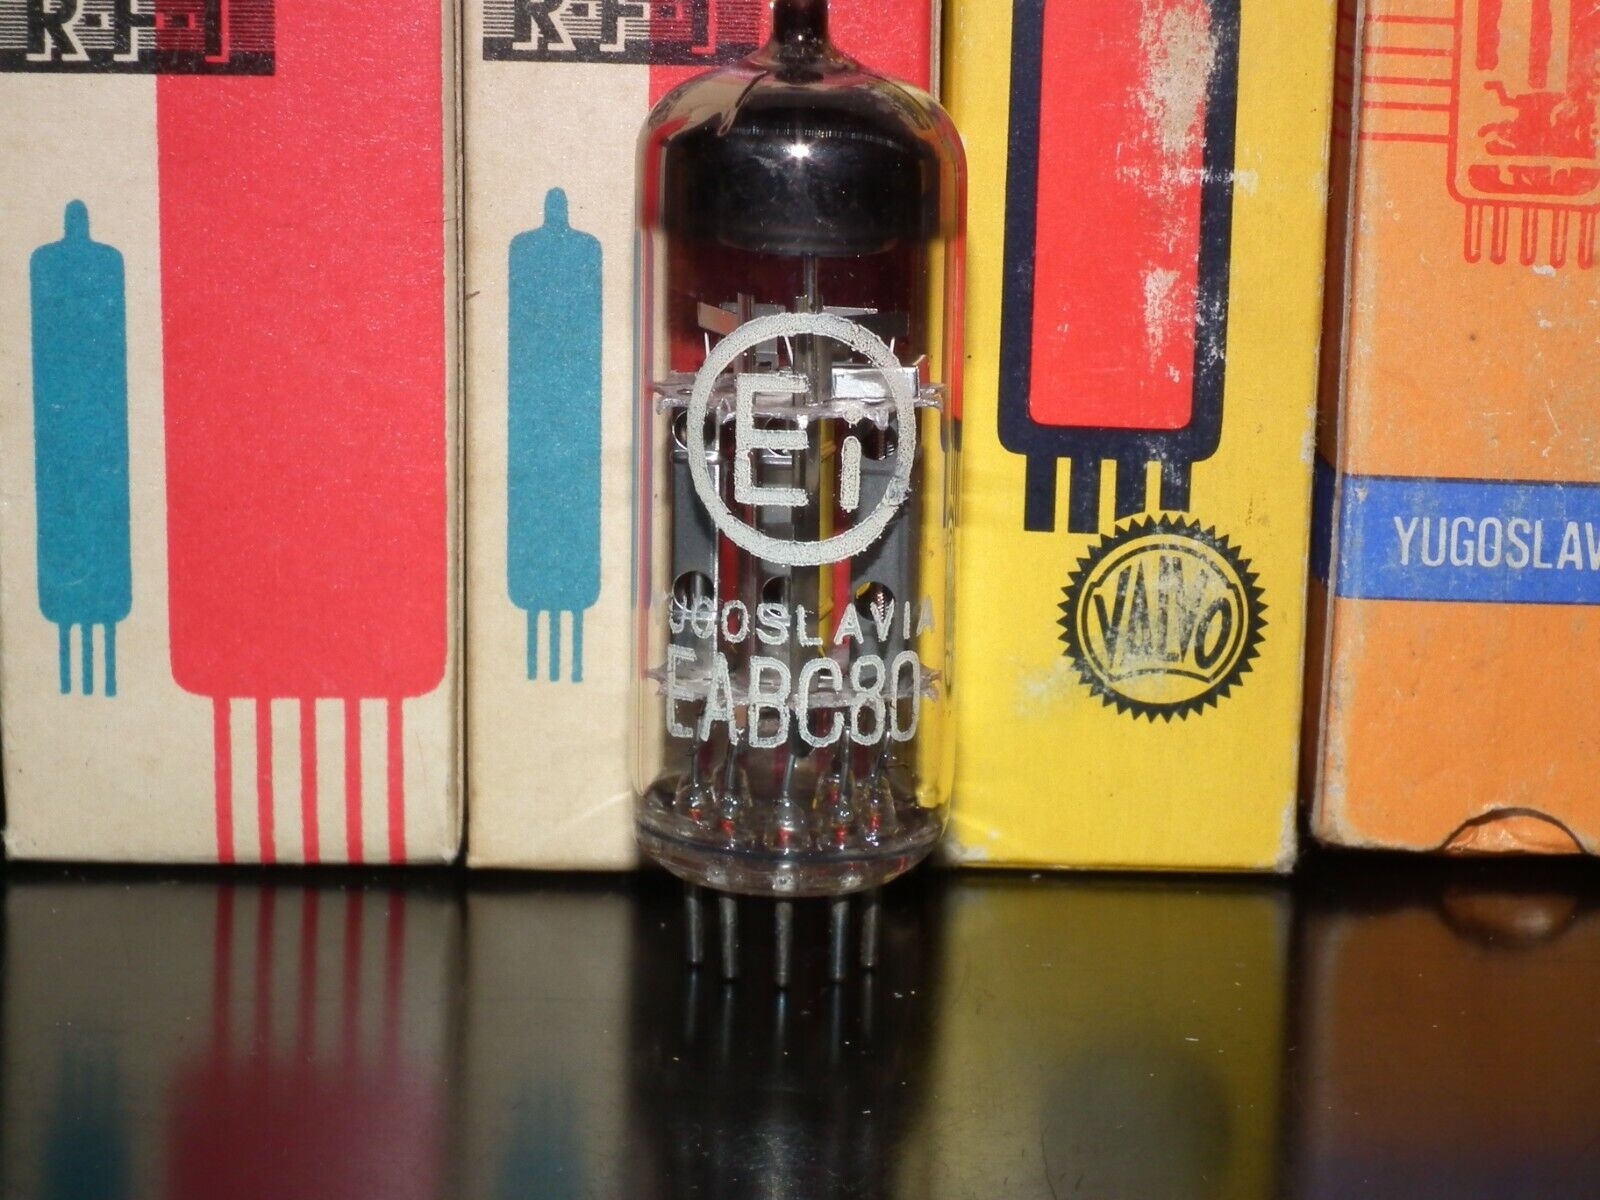 R-F-T
R-F-T
Ei
YUGOSLAVIA
EABC80
VALVO
YUGOSLAV